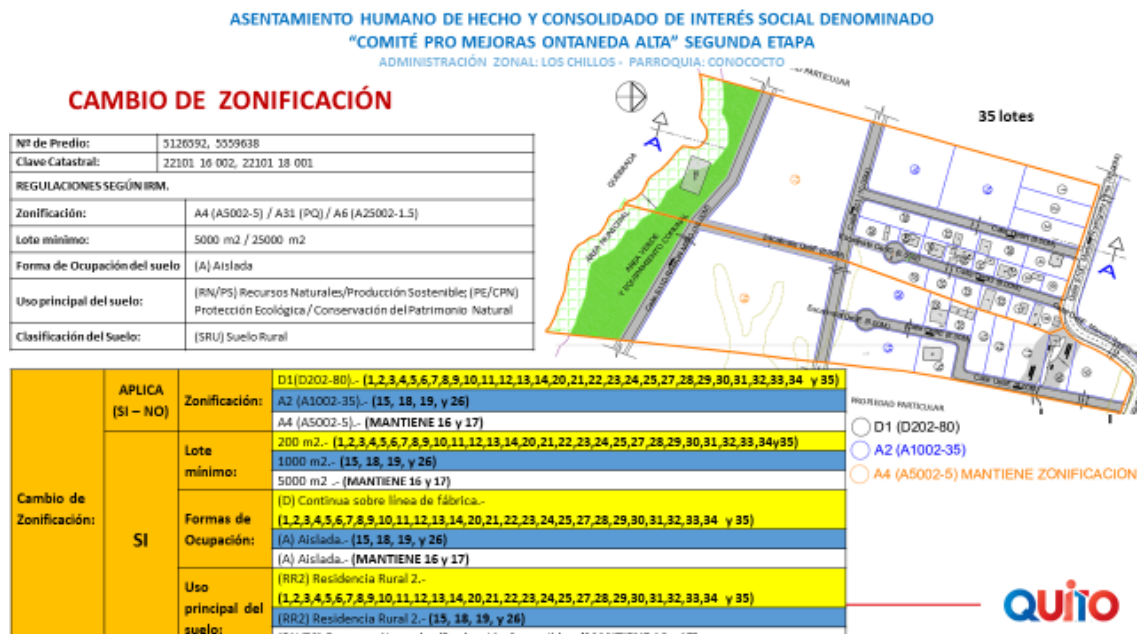 ASENTAMIENTO HUMANO DE HECHO Y CONSOLIDADO DE INTERÉS SOCIAL DENOMINADO
“COMITÉ PRO MEJORAS ONTANEDA ALTA” SEGUNDA ETAPA
ADMINISTRACIÓN ZONAL: LOS CHILLOS - PARROQUIA: CONOCOCTO
CAMBIO DE ZONIFICACIÓN
Nº de Predio: 5126592, 5559638
Clave Catastral: 22101 16 002, 22101 18 001
REGULACIONES SEGÚN IRM.
Zonificación: A4 (A5002-5) / A31 (PQ) / A6 (A25002-1.5)
Lote mínimo: 5000 m2 / 25000 m2
Forma de Ocupación del suelo (A) Aislada
Uso principal del suelo: (RN/PS) Recursos Naturales/Producción Sostenible; (PE/CPN)
Protección Ecológica / Conservación del Patrimonio Natural
Clasificación del Suelo: (SRU) Suelo Rural
PARTICULAR
35 lotes
QUEBRADA
ÁREA MUNICIPAL
ÁREA VERDE
Y EQUIPAMIENTO COMUNAL
A
A
PROPIEDAD PARTICULAR
D1 (D202-80)
A2 (A1002-35)
A4 (A5002-5) MANTIENE ZONIFICACION
Cambio de
Zonificación:
APLICA
(SI – NO)
SI
Zonificación:
D1(D202-80).- (1,2,3,4,5,6,7,8,9,10,11,12,13,14,20,21,22,23,24,25,27,28,29,30,31,32,33,34 y 35)
A2 (A1002-35).- (15, 18, 19, y 26)
A4 (A5002-5).- (MANTIENE 16 y 17)
Lote
mínimo:
200 m2.- (1,2,3,4,5,6,7,8,9,10,11,12,13,14,20,21,22,23,24,25,27,28,29,30,31,32,33,34y35)
1000 m2.- (15, 18, 19, y 26)
5000 m2 .- (MANTIENE 16 y 17)
Formas de
Ocupación:
(D) Continua sobre línea de fábrica.-
(1,2,3,4,5,6,7,8,9,10,11,12,13,14,20,21,22,23,24,25,27,28,29,30,31,32,33,34 y 35)
(A) Aislada.- (15, 18, 19, y 26)
(A) Aislada.- (MANTIENE 16 y 17)
Uso
principal del
suelo:
(RR2) Residencia Rural 2.-
(1,2,3,4,5,6,7,8,9,10,11,12,13,14,20,21,22,23,24,25,27,28,29,30,31,32,33,34 y 35)
(RR2) Residencia Rural 2.- (15, 18, 19, y 26)
QUITO